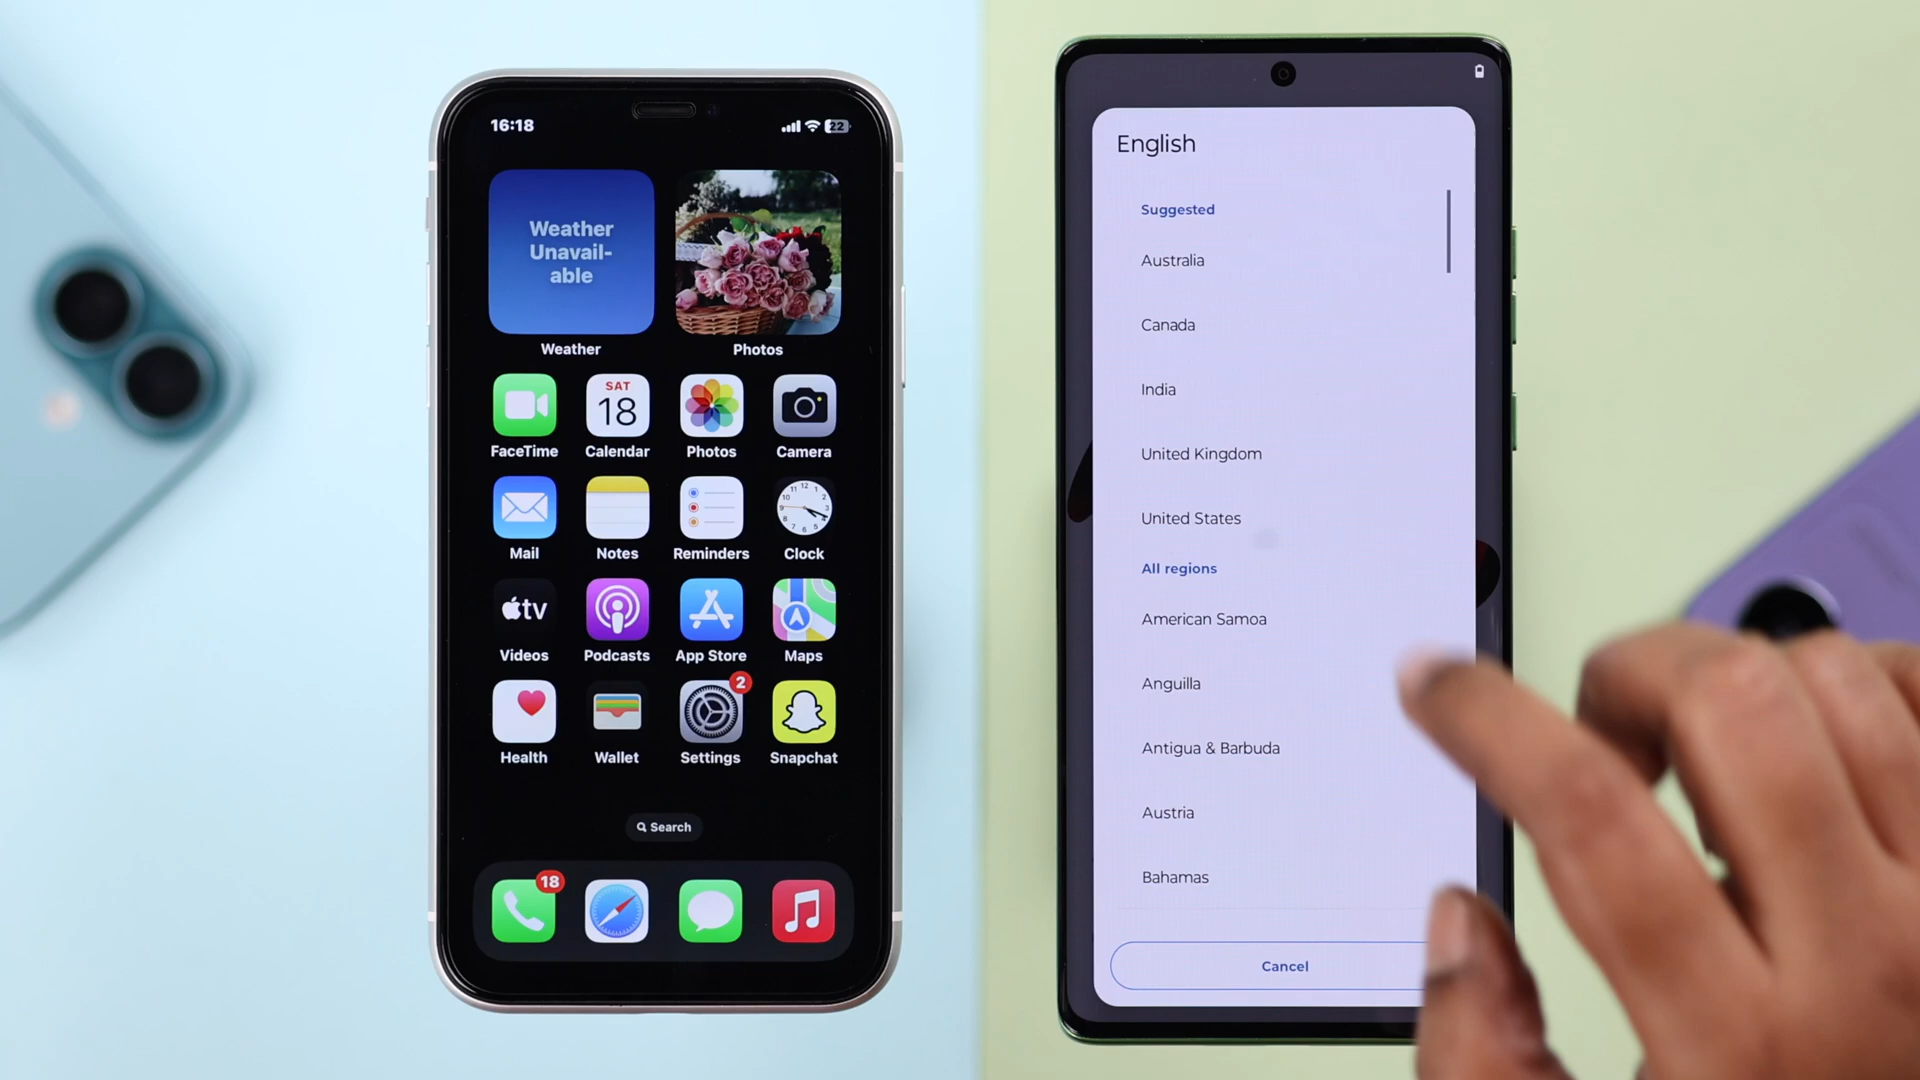 16:18
22
Weather
Unavail-
able
Weather
Photos
SAT
18
FaceTime
Calendar
Photos
Camera
Mail
Notes
Reminders
Clock
tv
Videos
Podcasts
App Store
Maps
2
Health
Wallet
Settings
Snapchat
Search
18
English
Suggested
Australia
Canada
India
United Kingdom
United States
All regions
American Samoa
Anguilla
Antigua & Barbuda
Austria
Bahamas
Cancel